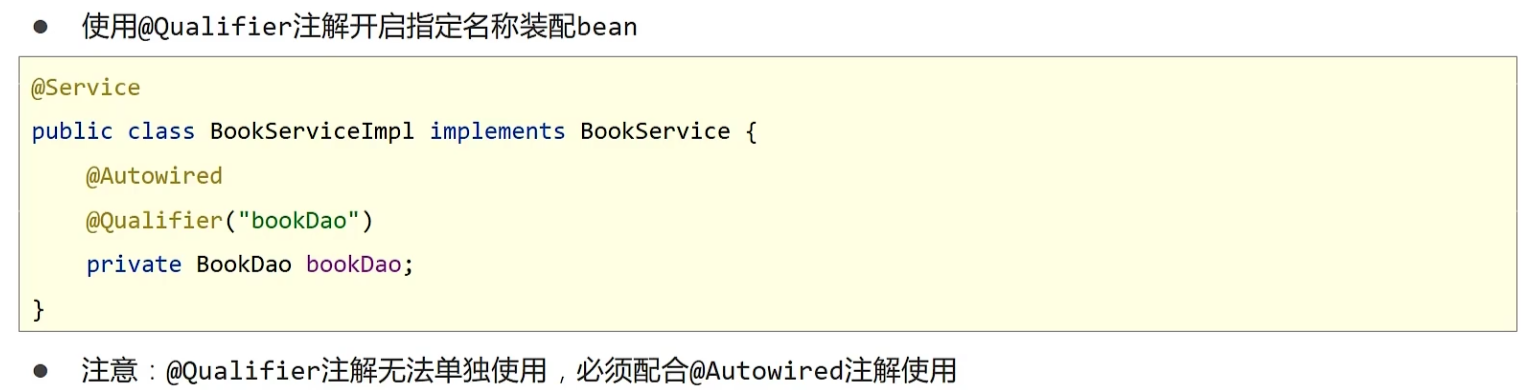 ● 使用@Qualifier注解开启指定名称装配bean
@Service
public class BookServiceImpl implements BookService {
    @Autowired
    @Qualifier("bookDao")
    private BookDao bookDao;
}
● 注意：@Qualifier注解无法单独使用，必须配合@Autowired注解使用